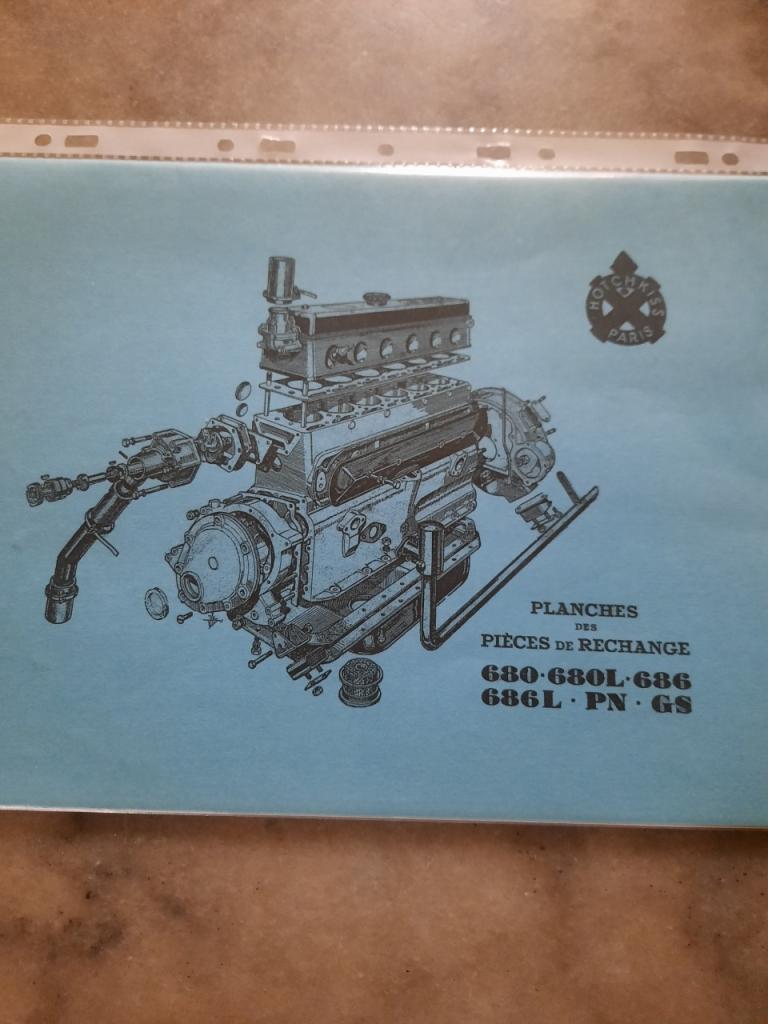 HOTCHKISS
PARIS
PLANCHES
DES
PIÈCES DE RECHANGE
680·680L·686
686L · PN · GS